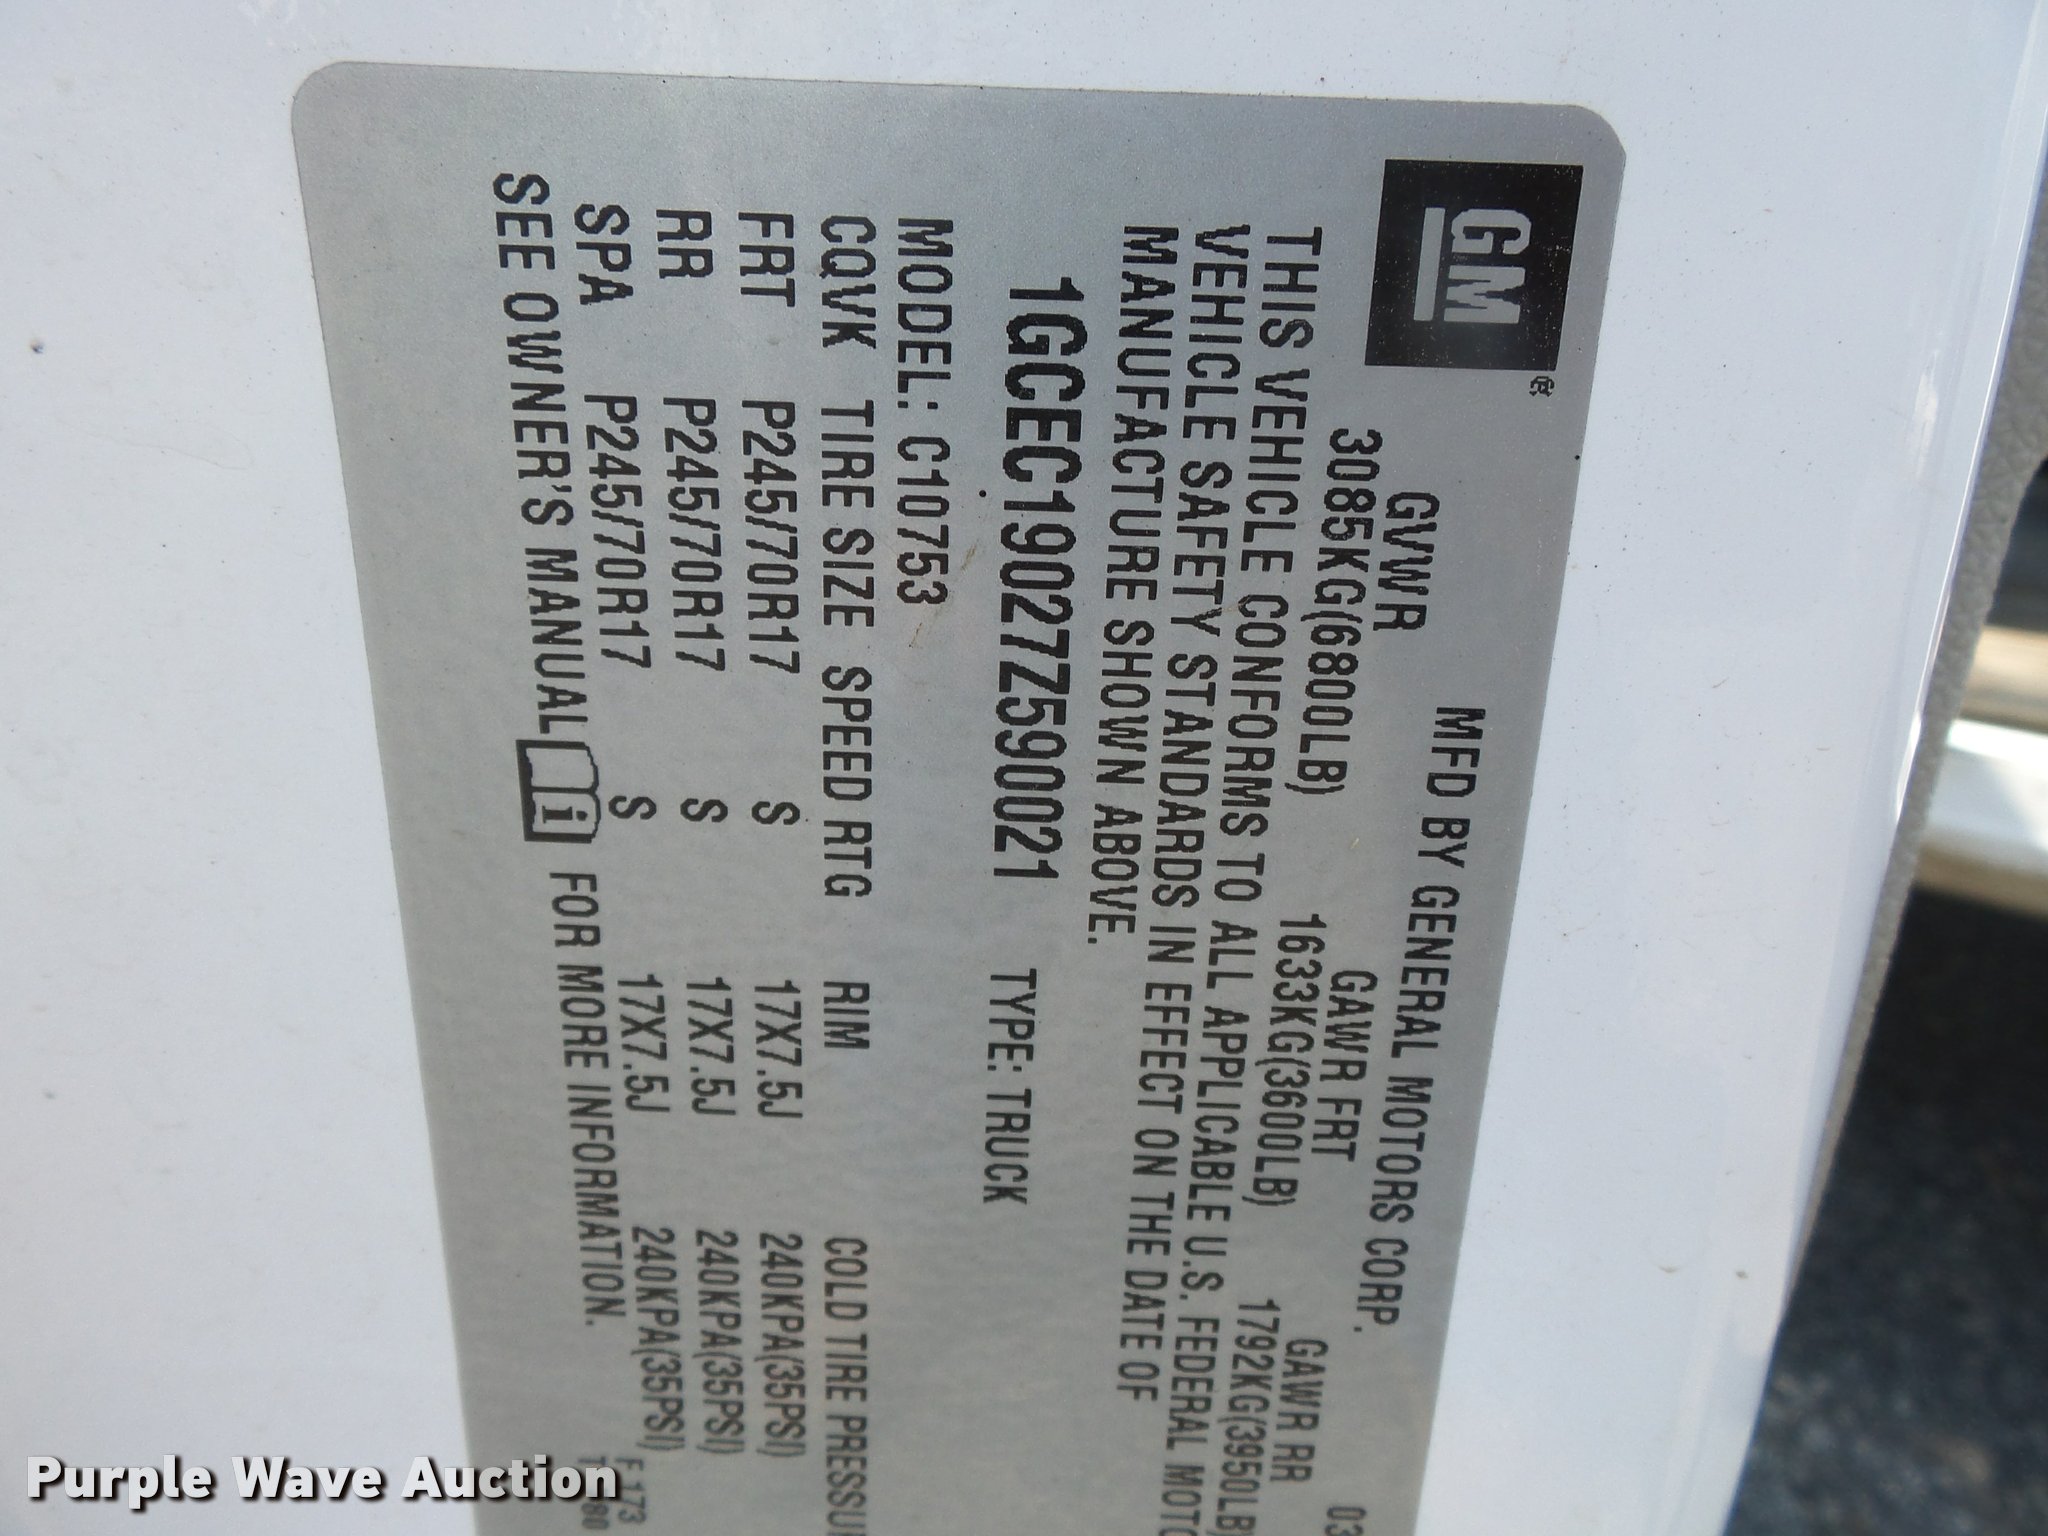 GM®
MFD BY GENERAL MOTORS CORP.
GVWR GAWR FRT GAWR RR 03
3085KG(6800LB) 1633KG(3600LB) 1792KG(3950LB)
THIS VEHICLE CONFORMS TO ALL APPLICABLE U.S. FEDERAL MOTO
VEHICLE SAFETY STANDARDS IN EFFECT ON THE DATE OF
MANUFACTURE SHOWN ABOVE.
1GCEC19027Z590021 TYPE: TRUCK
MODEL: C10753
CQVK TIRE SIZE SPEED RTG RIM COLD TIRE PRESSU
FRT P245/70R17 S 17X7.5J 240KPA(35PSI)
RR P245/70R17 S 17X7.5J 240KPA(35PSI)
SPA P245/70R17 S 17X7.5J 240KPA(35PSI)
SEE OWNER'S MANUAL i FOR MORE INFORMATION.
F 173
Purple Wave Auction